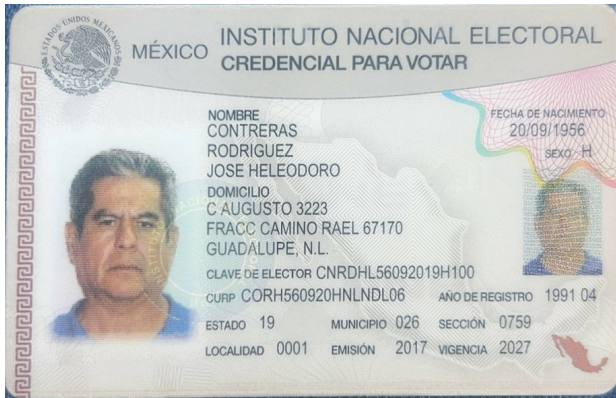 ESTADOS UNIDOS MEXICANOS
MÉXICO INSTITUTO NACIONAL ELECTORAL
CREDENCIAL PARA VOTAR
NOMBRE
CONTRERAS
RODRIGUEZ
JOSE HELEODORO
FECHA DE NACIMIENTO
20/09/1956
SEXO H
DOMICILIO
C AUGUSTO 3223
FRACC CAMINO RAEL 67170
GUADALUPE, N.L.
CLAVE DE ELECTOR CNRDHL56092019H100
CURP CORH560920HNLNDL06 AÑO DE REGISTRO 1991 04
ESTADO 19 MUNICIPIO 026 SECCIÓN 0759
LOCALIDAD 0001 EMISIÓN 2017 VIGENCIA 2027